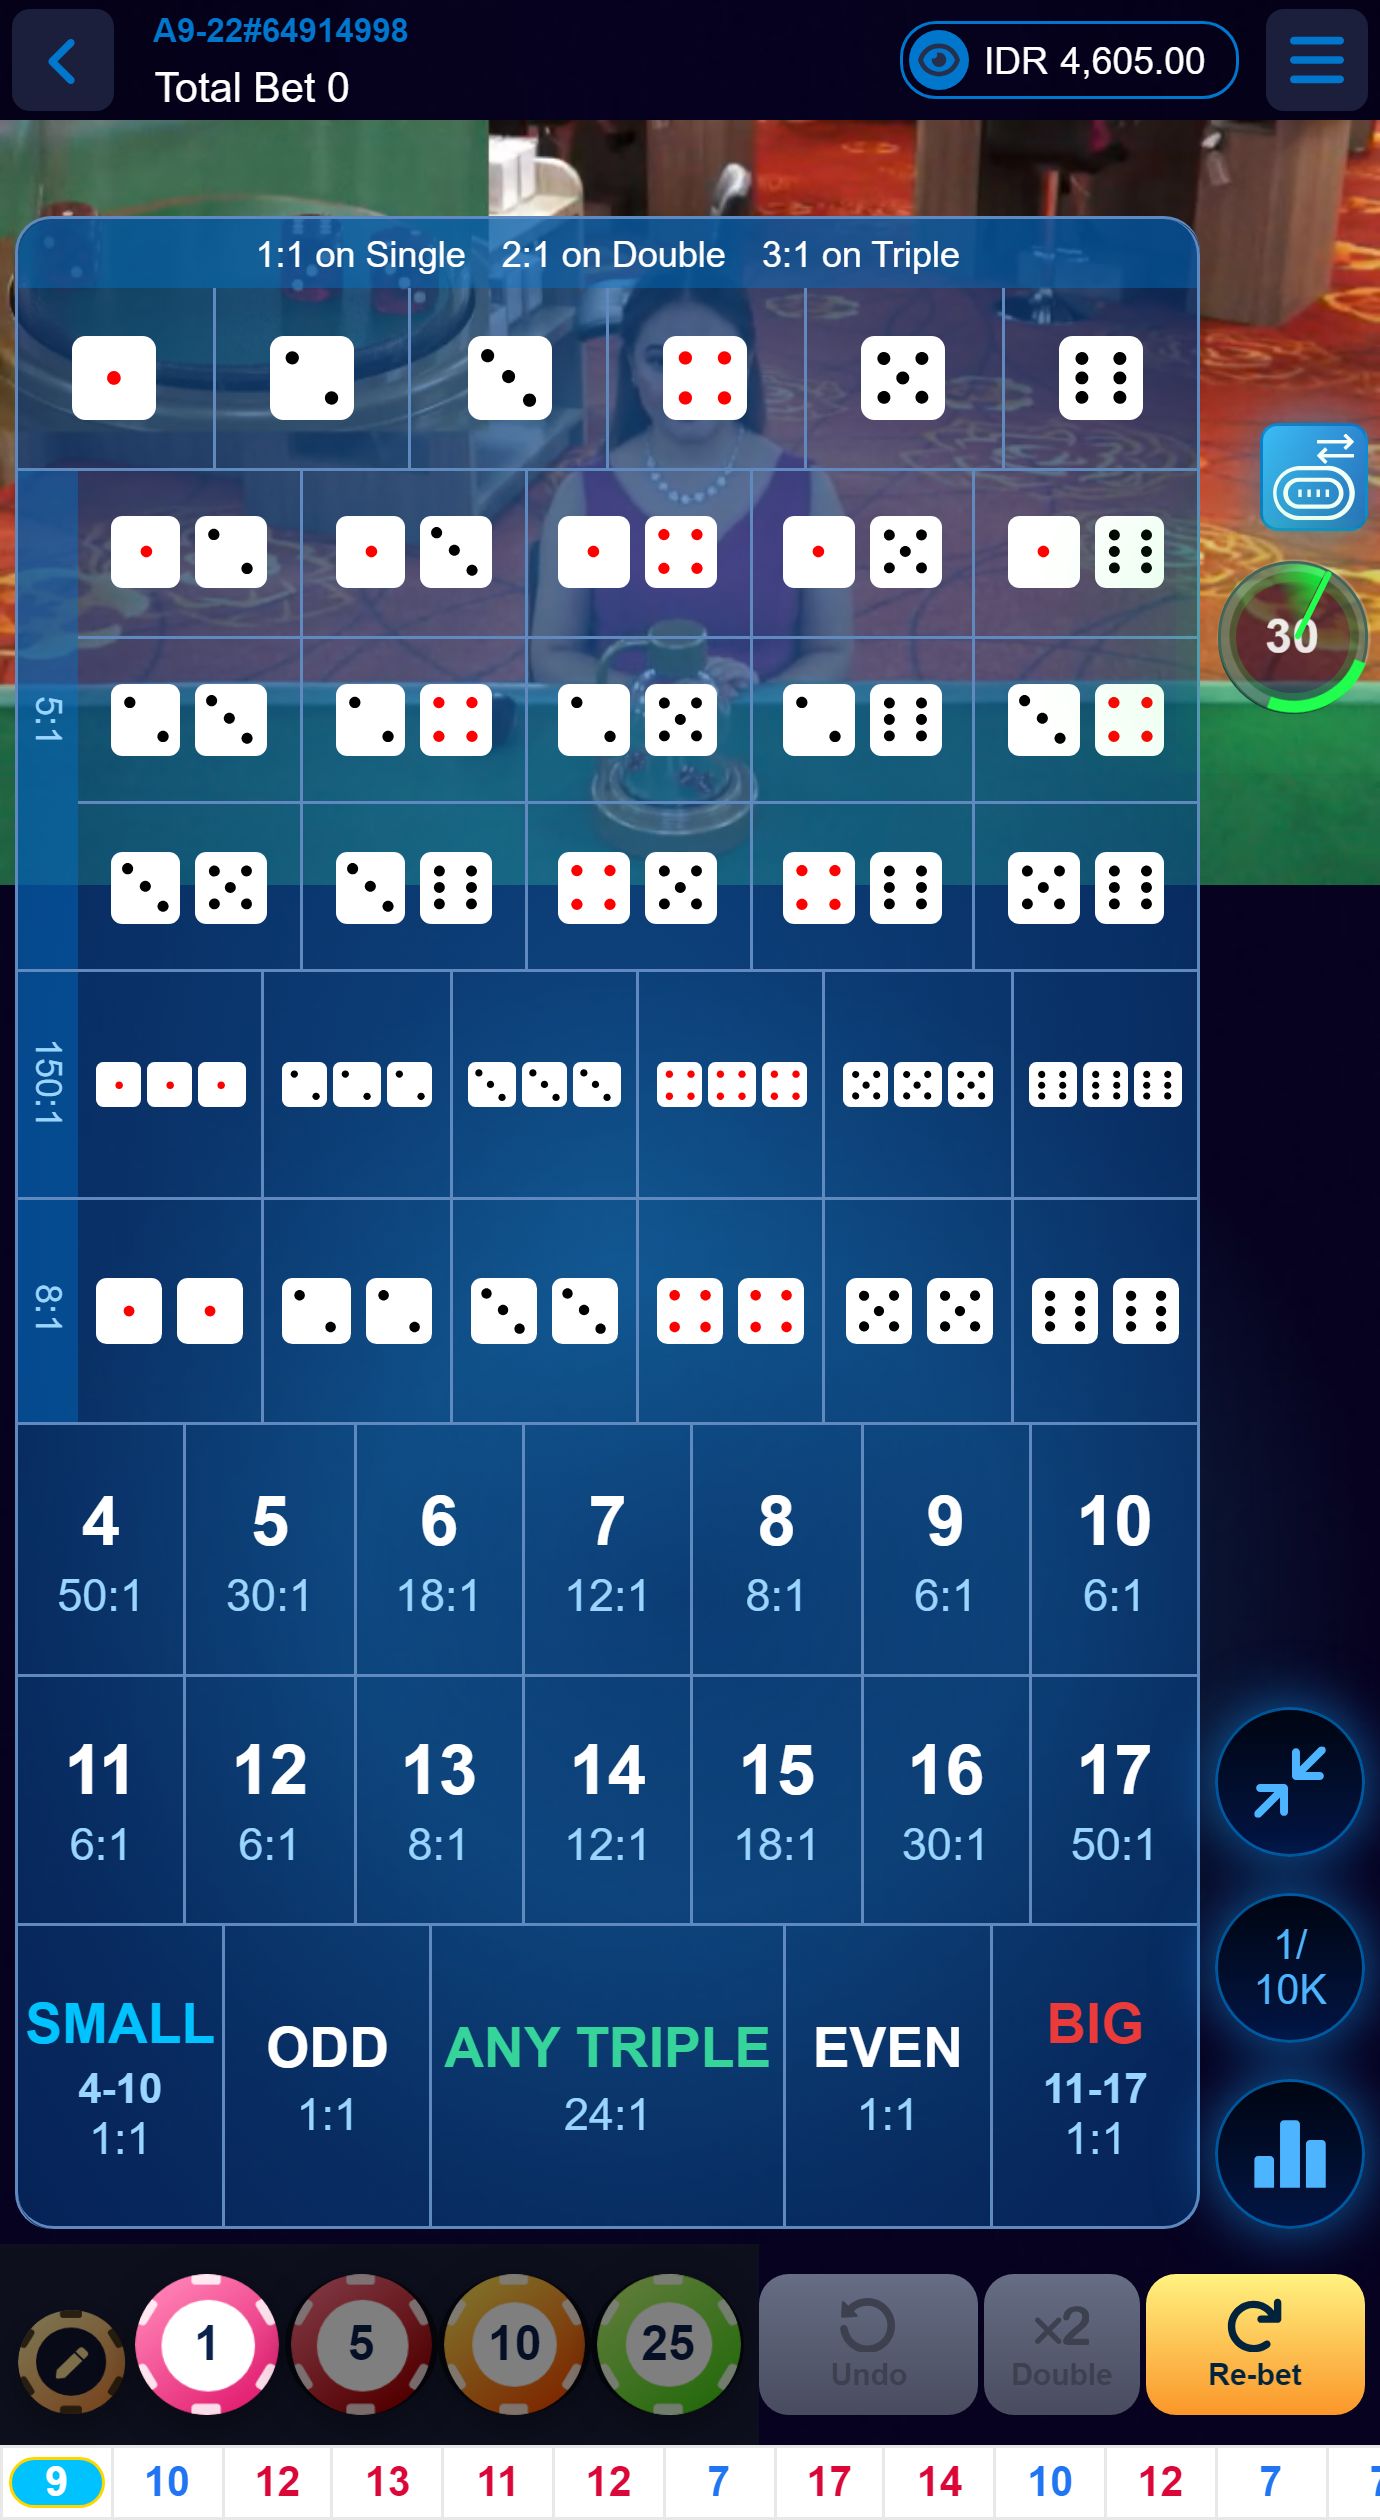 A9-22#64914998
Total Bet 0
IDR 4,605.00
1:1 on Single 2:1 on Double 3:1 on Triple
30
5:1
150:1
8:1
4 5 6 7 8 9 10
50:1 30:1 18:1 12:1 8:1 6:1 6:1
11 12 13 14 15 16 17
6:1 6:1 8:1 12:1 18:1 30:1 50:1
SMALL
4-10
1:1
ODD
1:1
ANY TRIPLE
24:1
EVEN
1:1
BIG
11-17
1:1
1/
10K
1 5 10 25
Undo
x2
Double
Re-bet
9 10 12 13 11 12 7 17 14 10 12 7